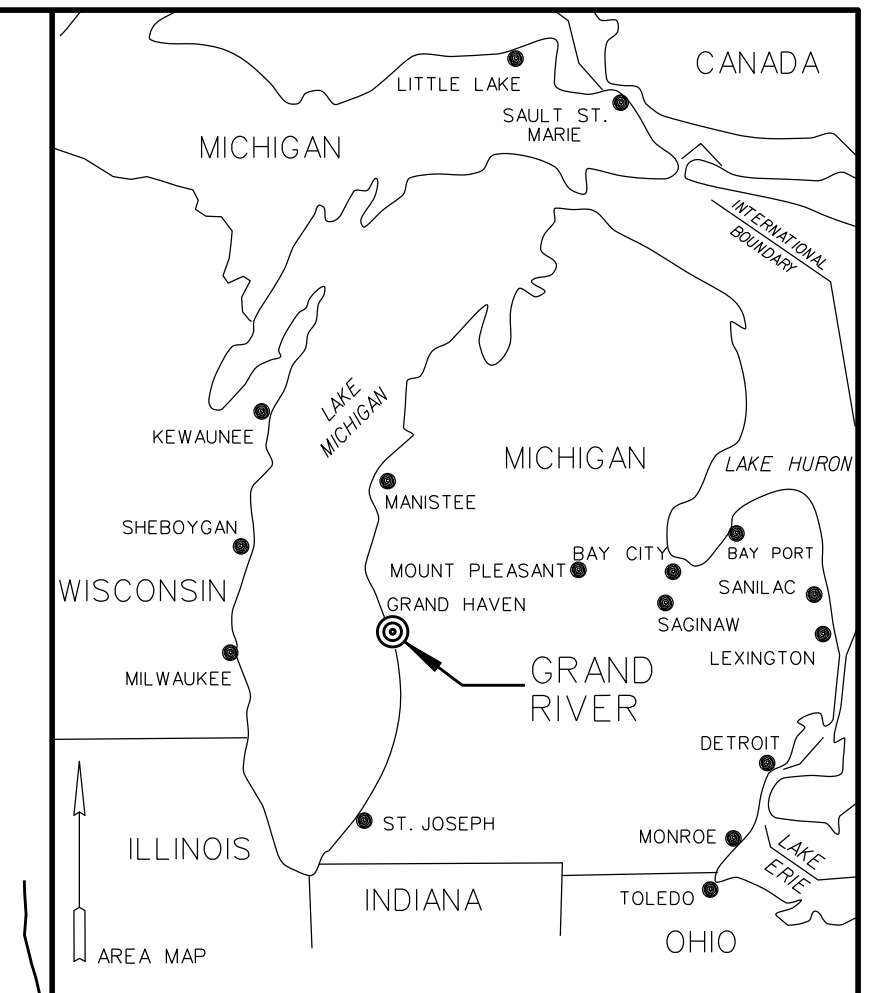 CANADA
LITTLE LAKE
SAULT ST.
MARIE
MICHIGAN
INTERNATIONAL
BOUNDARY
LAKE
MICHIGAN
KEWAUNEE
MICHIGAN
LAKE HURON
MANISTEE
SHEBOYGAN
BAY CITY
BAY PORT
MOUNT PLEASANT
WISCONSIN
SANILAC
GRAND HAVEN
SAGINAW
LEXINGTON
GRAND
RIVER
MILWAUKEE
DETROIT
ST. JOSEPH
MONROE
ILLINOIS
LAKE
ERIE
INDIANA
TOLEDO
OHIO
AREA MAP